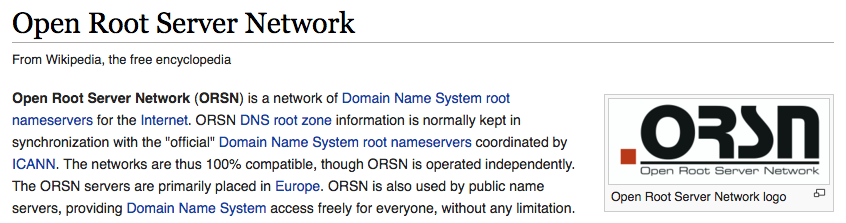 Open Root Server Network
From Wikipedia, the free encyclopedia
Open Root Server Network (ORSN) is a network of Domain Name System root
nameservers for the Internet. ORSN DNS root zone information is normally kept in
synchronization with the "official" Domain Name System root nameservers coordinated by
ICANN. The networks are thus 100% compatible, though ORSN is operated independently.
The ORSN servers are primarily placed in Europe. ORSN is also used by public name
servers, providing Domain Name System access freely for everyone, without any limitation.
ORSN
Open Root Server Network
Open Root Server Network logo